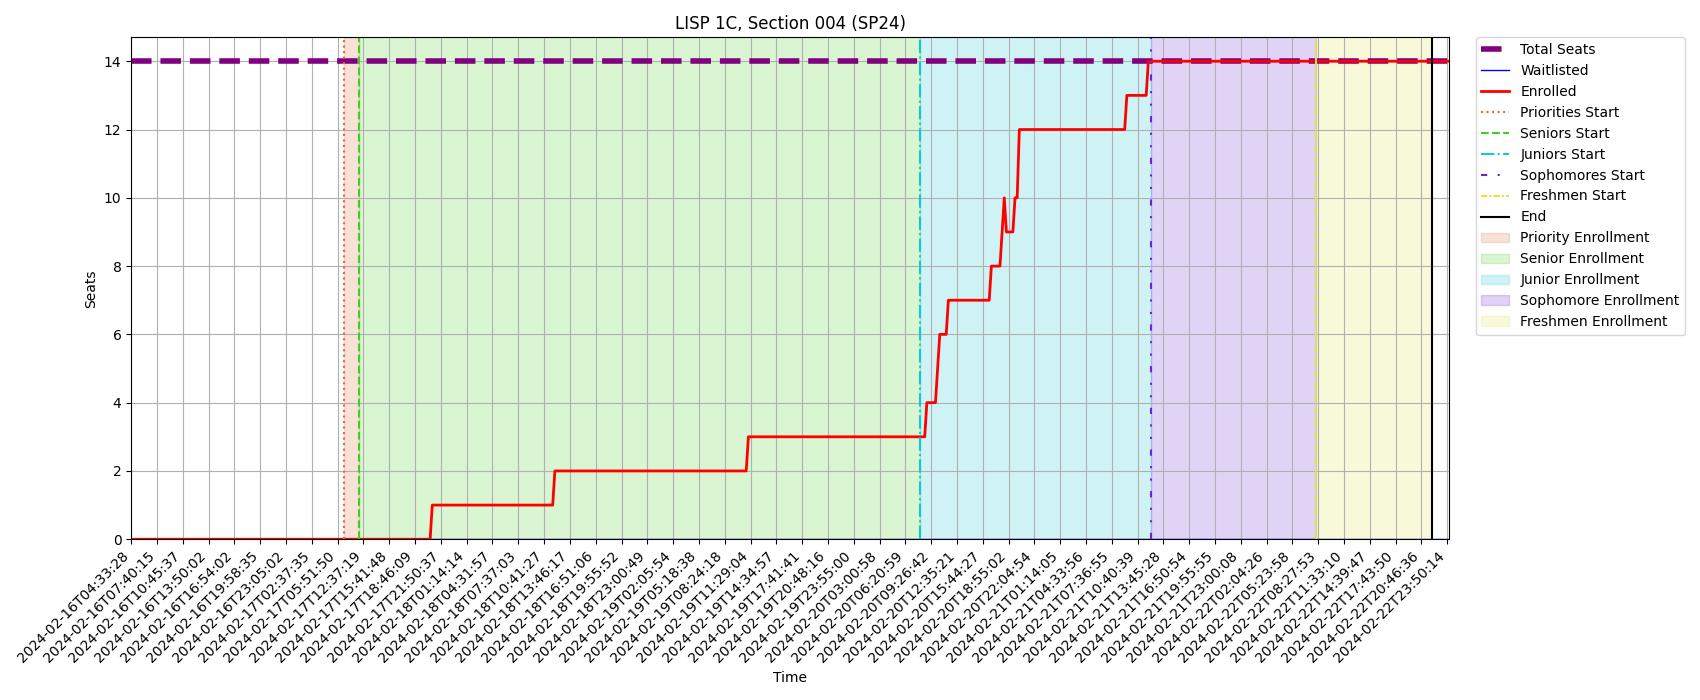 LISP 1C, Section 004 (SP24)
Seats
14
12
10
8
6
4
2
0
2024-02-16T04:33:28
2024-02-16T07:40:15
2024-02-16T10:45:37
2024-02-16T13:50:02
2024-02-16T16:54:02
2024-02-16T19:58:35
2024-02-16T23:05:02
2024-02-17T02:37:35
2024-02-17T05:51:50
2024-02-17T12:37:19
2024-02-17T15:41:48
2024-02-17T18:46:09
2024-02-17T21:50:37
2024-02-18T01:14:14
2024-02-18T04:31:57
2024-02-18T07:37:03
2024-02-18T10:41:27
2024-02-18T13:46:17
2024-02-18T16:51:06
2024-02-18T19:55:52
2024-02-18T23:00:49
2024-02-19T02:05:54
2024-02-19T05:18:38
2024-02-19T08:24:18
2024-02-19T11:29:04
2024-02-19T14:34:57
2024-02-19T17:41:41
2024-02-19T20:48:16
2024-02-19T23:55:00
2024-02-20T03:00:58
2024-02-20T06:20:59
2024-02-20T09:26:42
2024-02-20T12:35:21
2024-02-20T15:44:27
2024-02-20T18:55:02
2024-02-20T22:04:54
2024-02-21T01:14:05
2024-02-21T04:33:56
2024-02-21T07:36:55
2024-02-21T10:40:39
2024-02-21T13:45:28
2024-02-21T16:50:54
2024-02-21T19:55:55
2024-02-21T23:00:08
2024-02-22T02:04:26
2024-02-22T05:23:58
2024-02-22T08:27:53
2024-02-22T11:33:10
2024-02-22T14:39:47
2024-02-22T17:43:50
2024-02-22T20:46:36
2024-02-22T23:50:14
Time
Total Seats
Waitlisted
Enrolled
Priorities Start
Seniors Start
Juniors Start
Sophomores Start
Freshmen Start
End
Priority Enrollment
Senior Enrollment
Junior Enrollment
Sophomore Enrollment
Freshmen Enrollment